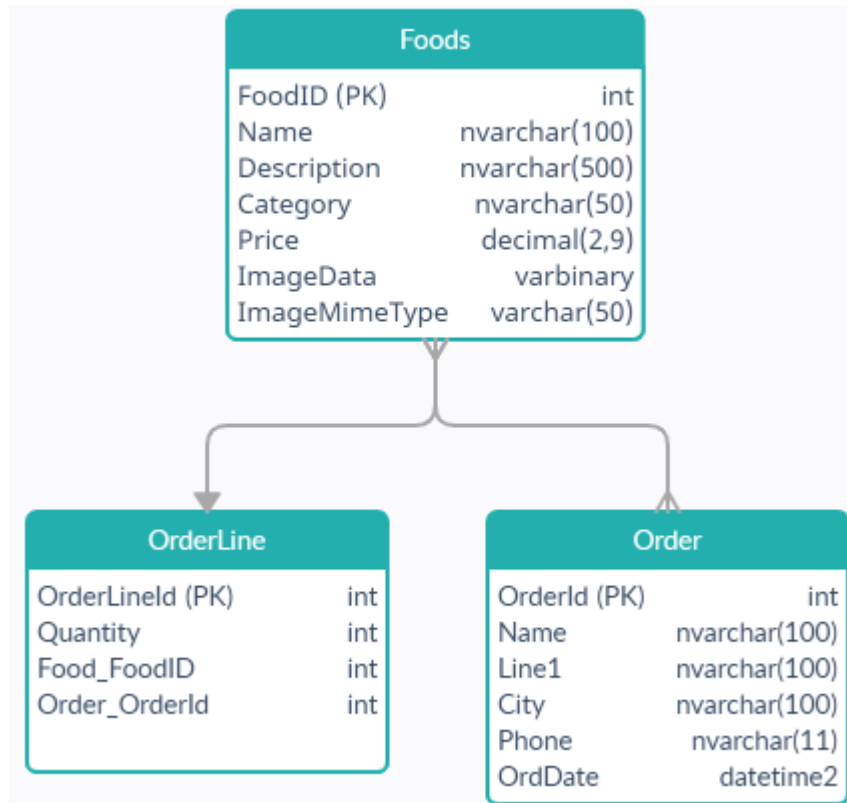 Foods
FoodID (PK) int
Name nvarchar(100)
Description nvarchar(500)
Category nvarchar(50)
Price decimal(2,9)
ImageData varbinary
ImageMimeType varchar(50)
OrderLine
OrderLineId (PK) int
Quantity int
Food_FoodID int
Order_OrderId int
Order
OrderId (PK) int
Name nvarchar(100)
Line1 nvarchar(100)
City nvarchar(100)
Phone nvarchar(11)
OrdDate datetime2